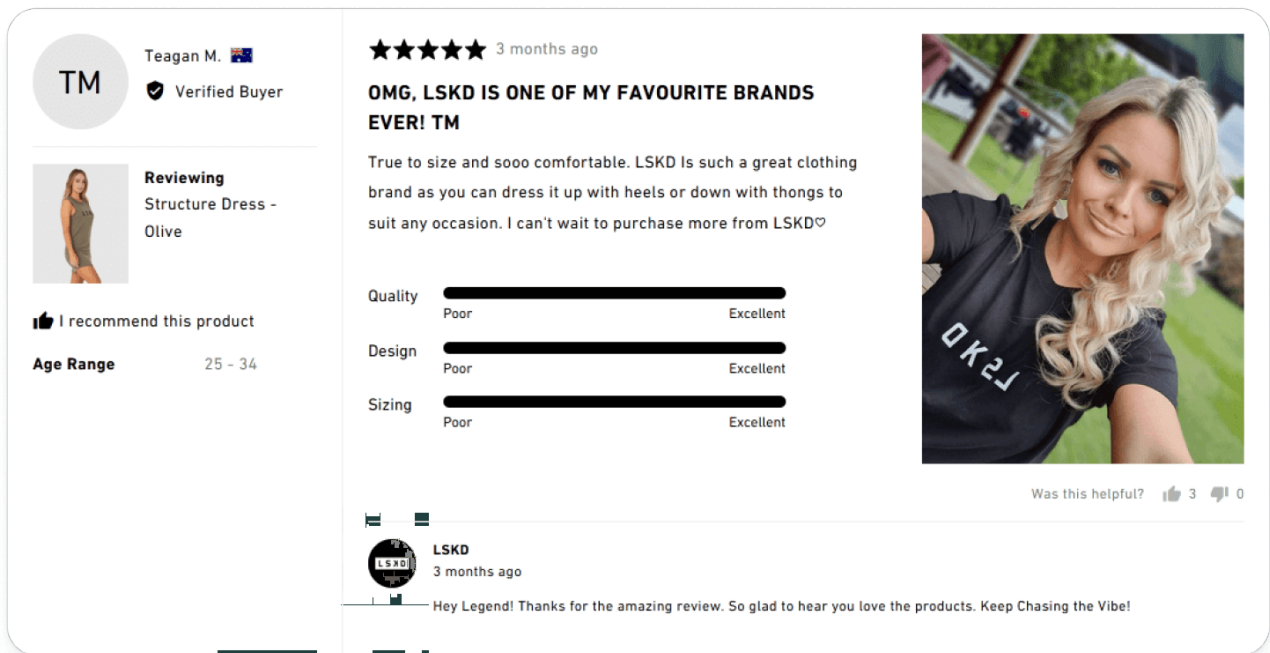 TM
Teagan M.
Verified Buyer
Reviewing
Structure Dress -
Olive
I recommend this product
Age Range 25 - 34
3 months ago
OMG, LSKD IS ONE OF MY FAVOURITE BRANDS
EVER! TM
True to size and sooo comfortable. LSKD Is such a great clothing
brand as you can dress it up with heels or down with thongs to
suit any occasion. I can't wait to purchase more from LSKD♡
Quality
Poor Excellent
Design
Poor Excellent
Sizing
Poor Excellent
LSKD
Was this helpful? 3 0
LSKD
LSKD
3 months ago
Hey Legend! Thanks for the amazing review. So glad to hear you love the products. Keep Chasing the Vibe!